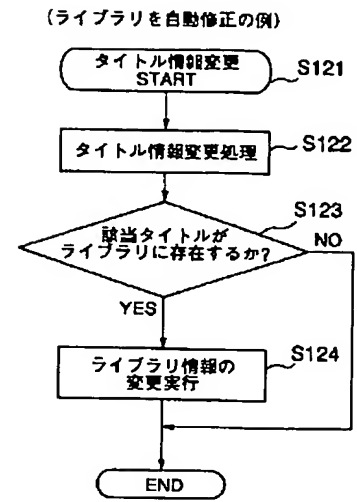 (ライブラリを自動修正の例)
タイトル情報変更
START
S121
タイトル情報変更処理
S122
S123
該当タイトルが
ライブラリに存在するか?
NO
YES
S124
ライブラリ情報の
変更実行
END